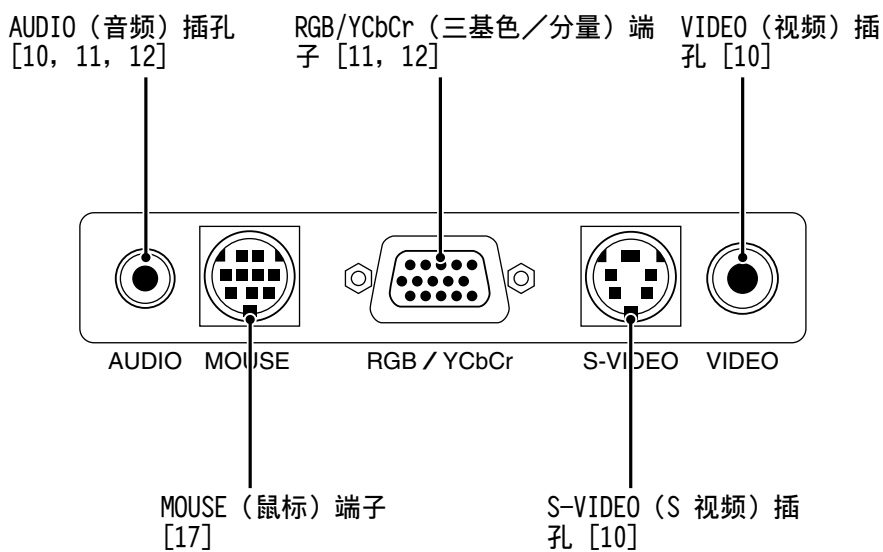 AUDIO（音频）插孔
[10, 11, 12]
RGB/YCbCr（三基色／分量）端
子 [11, 12]
VIDEO（视频）插
孔 [10]
AUDIO
MOUSE
RGB / YCbCr
S-VIDEO
VIDEO
MOUSE（鼠标）端子
[17]
S-VIDEO（S 视频）插
孔 [10]